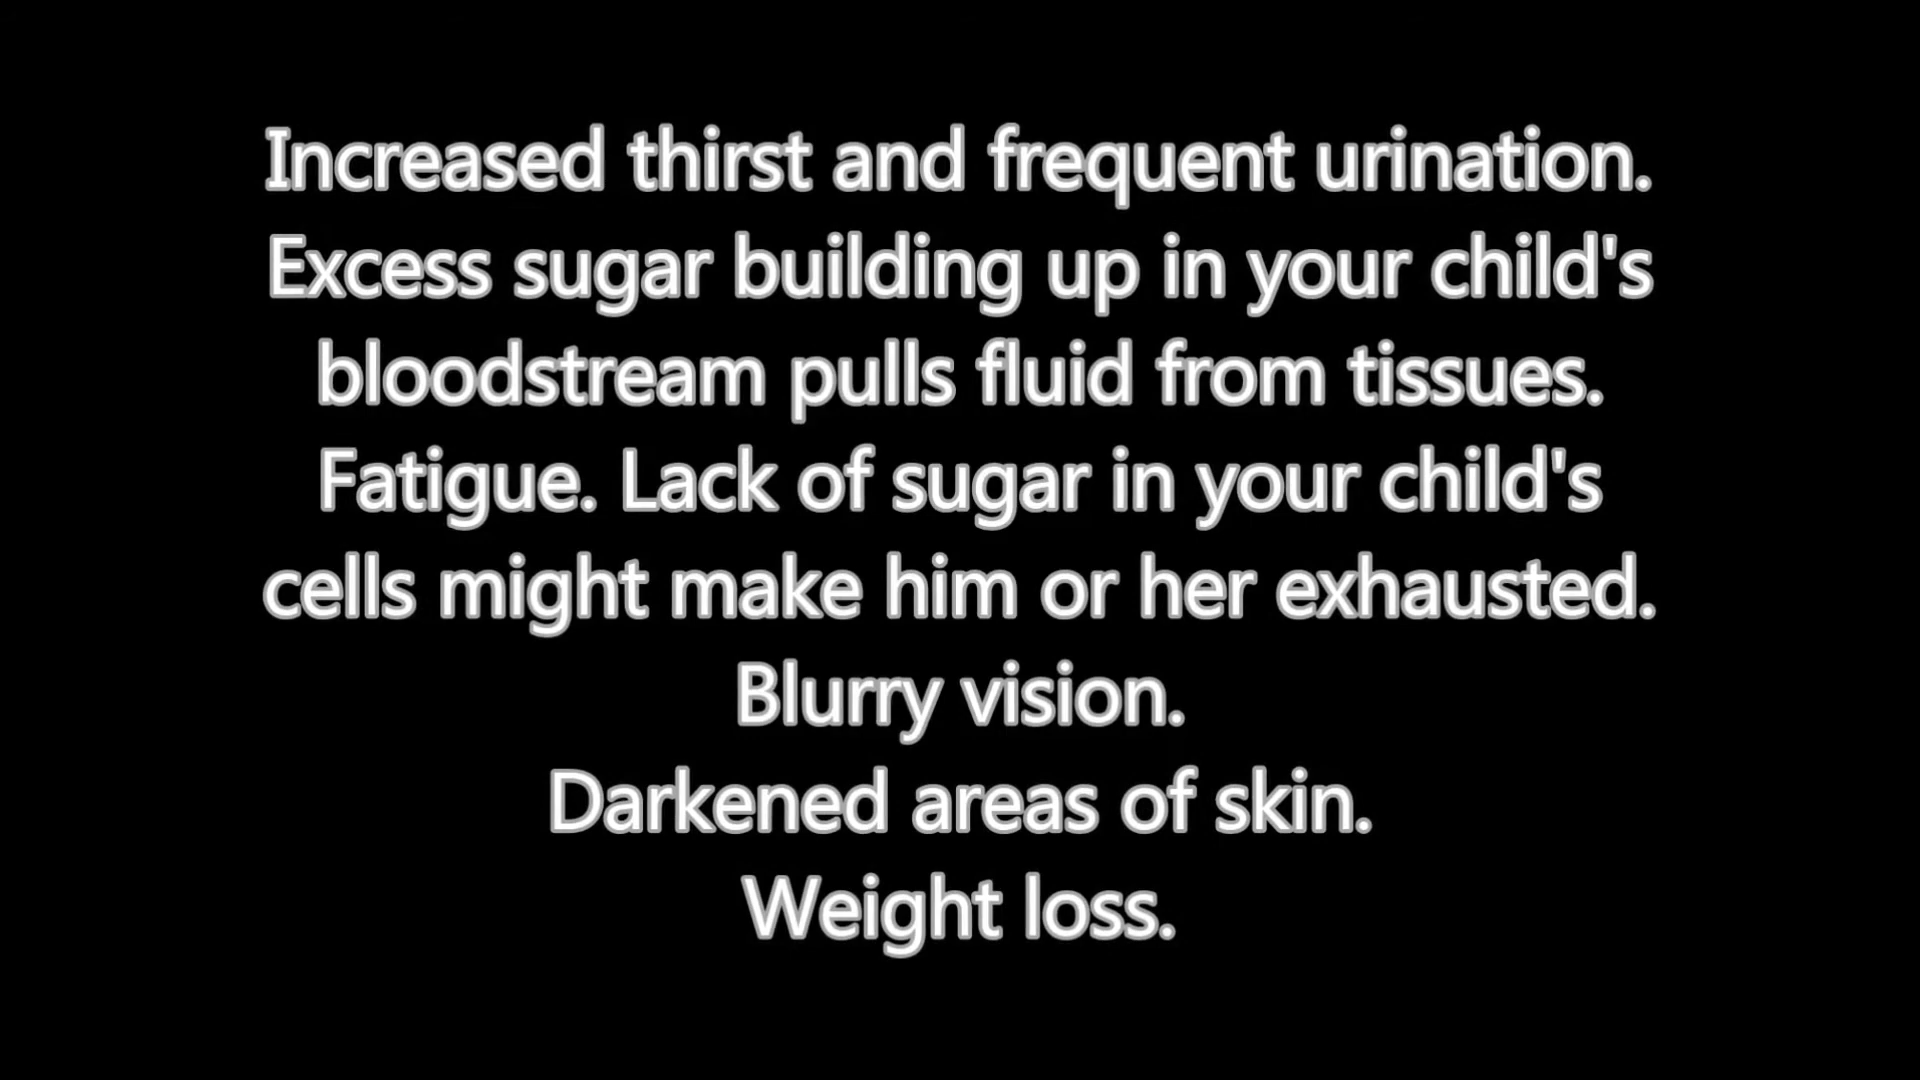 Increased thirst and frequent urination.
Excess sugar building up in your child's
bloodstream pulls fluid from tissues.
Fatigue. Lack of sugar in your child's
cells might make him or her exhausted.
Blurry vision.
Darkened areas of skin.
Weight loss.